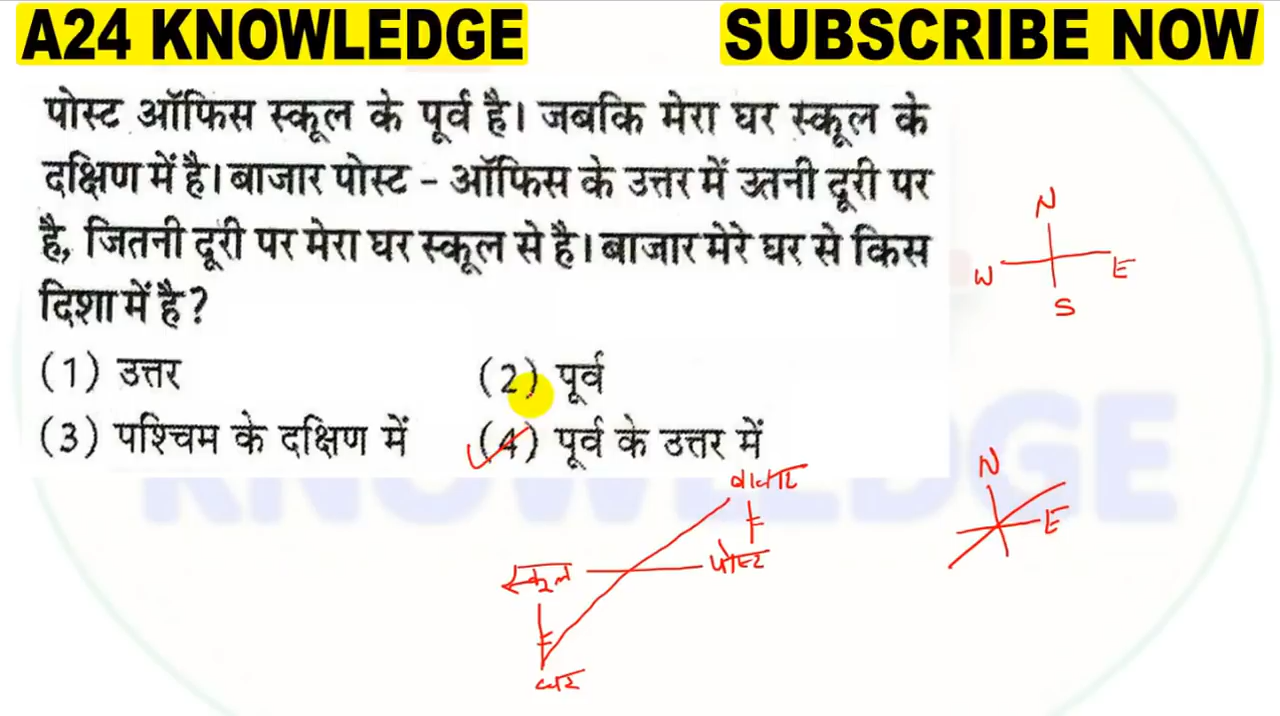 A24 KNOWLEDGE SUBSCRIBE NOW
पोस्ट ऑफिस स्कूल के पूर्व है। जबकि मेरा घर स्कूल के
दक्षिण में है। बाजार पोस्ट - ऑफिस के उत्तर में उतनी दूरी पर
है, जितनी दूरी पर मेरा घर स्कूल से है। बाजार मेरे घर से किस
दिशा में है?
(1) उत्तर (2) पूर्व
(3) पश्चिम के दक्षिण में (4) पूर्व के उत्तर में
N
W E
S
N
E
बाजार
स्कूल पोस्ट
घर
KNOWLEDGE